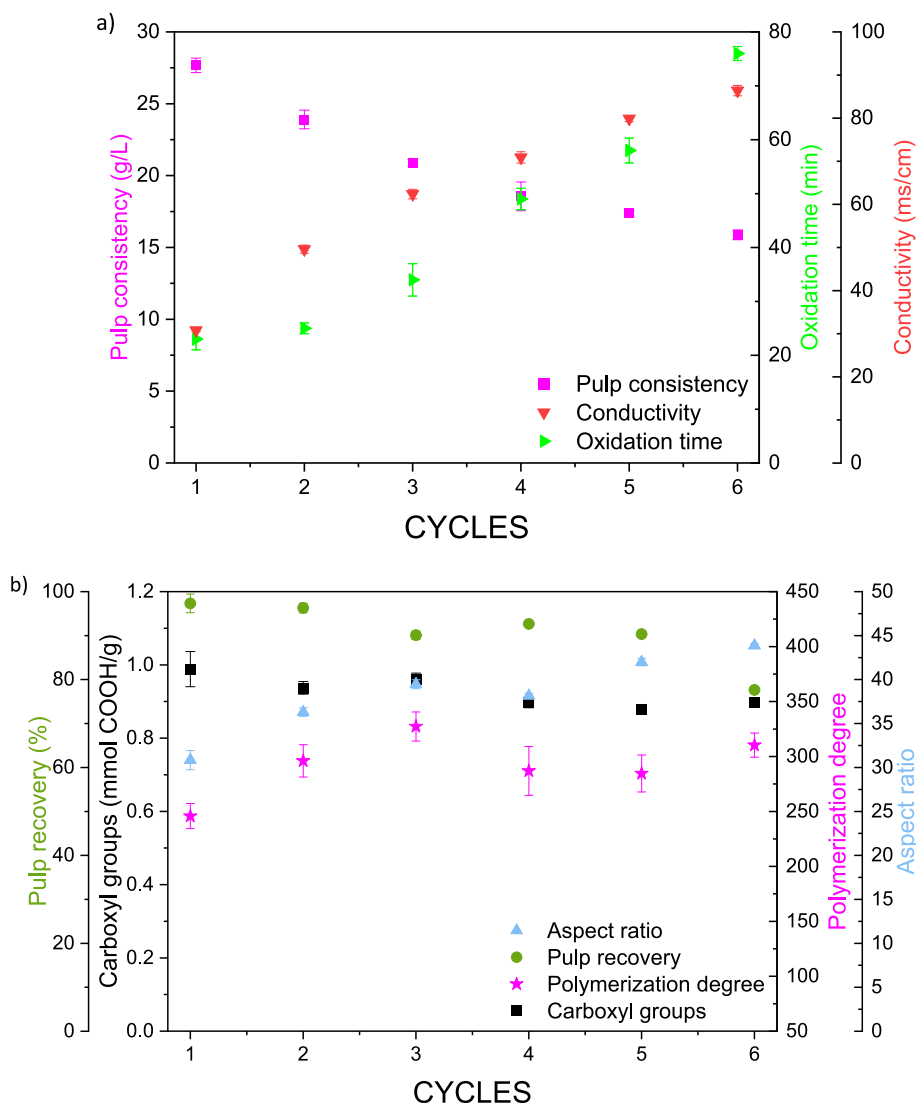 a)
30
25
20
15
10
5
0
Pulp consistency (g/L)
80
60
40
20
0
Oxidation time (min)
100
80
60
40
20
0
Conductivity (ms/cm)
Pulp consistency
Conductivity
Oxidation time
1 2 3 4 5 6
CYCLES
b)
100
80
60
40
20
0
Pulp recovery (%)
1.2
1.0
0.8
0.6
0.4
0.2
0.0
Carboxyl groups (mmol COOH/g)
450
400
350
300
250
200
150
100
50
Polymerization degree
50
45
40
35
30
25
20
15
10
5
0
Aspect ratio
Aspect ratio
Pulp recovery
Polymerization degree
Carboxyl groups
1 2 3 4 5 6
CYCLES